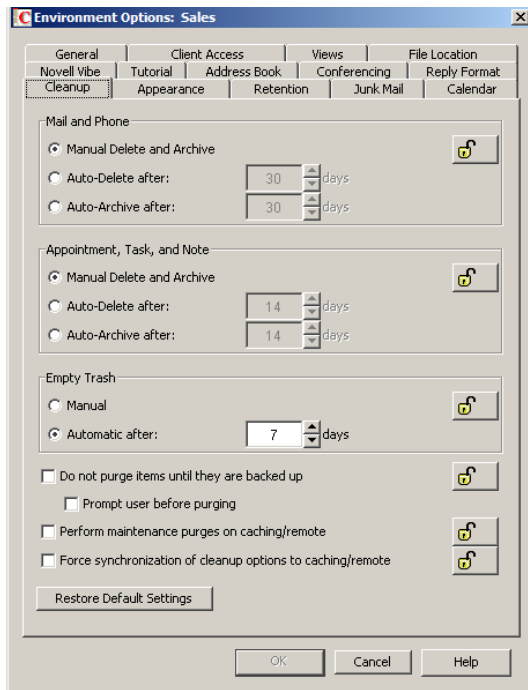 Environment Options: Sales
General Client Access Views File Location
Novell Vibe Tutorial Address Book Conferencing Reply Format
Cleanup Appearance Retention Junk Mail Calendar
Mail and Phone
Manual Delete and Archive
Auto-Delete after: 30 days
Auto-Archive after: 30 days
Appointment, Task, and Note
Manual Delete and Archive
Auto-Delete after: 14 days
Auto-Archive after: 14 days
Empty Trash
Manual
Automatic after: 7 days
Do not purge items until they are backed up
Prompt user before purging
Perform maintenance purges on caching/remote
Force synchronization of cleanup options to caching/remote
Restore Default Settings
OK Cancel Help